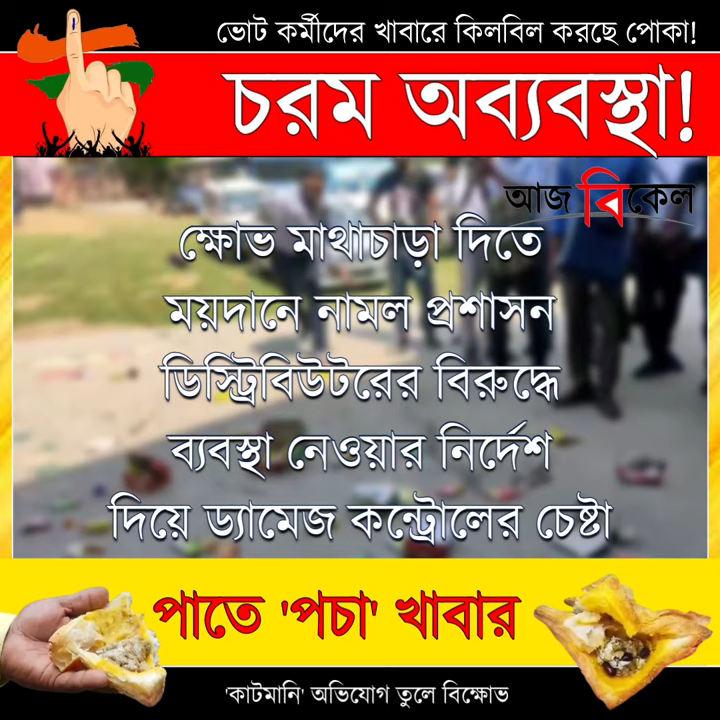 ভোট কর্মীদের খাবারে কিলবিল করছে পোকা!
চরম অব্যবস্থা!
আজ বিকেল
ক্ষোভ মাথাচাড়া দিতে
ময়দানে নামল প্রশাসন
ডিস্ট্রিবিউটরের বিরুদ্ধে
ব্যবস্থা নেওয়ার নির্দেশ
দিয়ে ড্যামেজ কন্ট্রোলের চেষ্টা
পাতে 'পচা' খাবার
'কাটমানি' অভিযোগ তুলে বিক্ষোভ